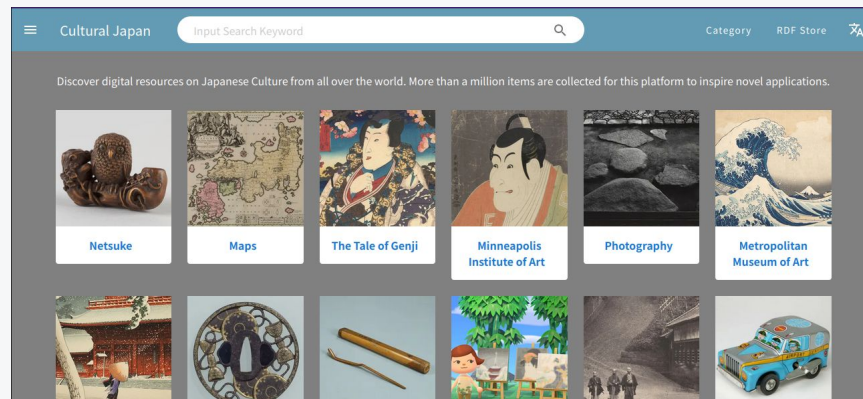 Cultural Japan
Input Search Keyword
Category
RDF Store
Discover digital resources on Japanese Culture from all over the world. More than a million items are collected for this platform to inspire novel applications.
Netsuke
Maps
The Tale of Genji
Minneapolis
Institute of Art
Photography
Metropolitan
Museum of Art